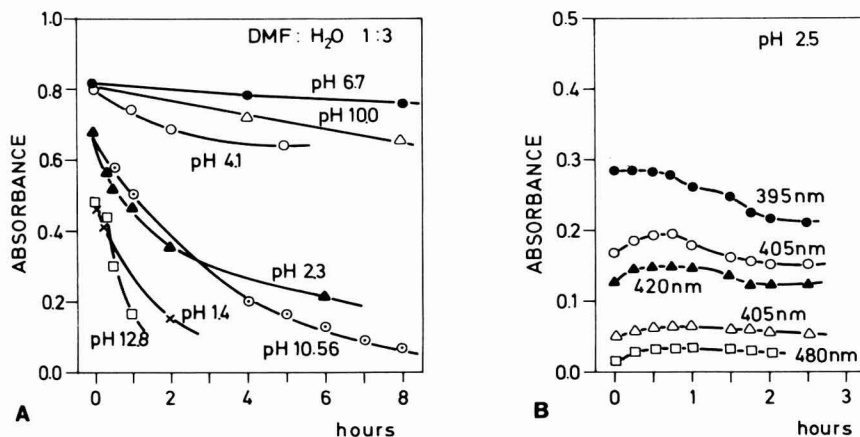 1.0
0.8
0.6
0.4
0.2
0.0
ABSORBANCE
DMF: H₂O 1:3
pH 6.7
pH 10.0
pH 4.1
pH 2.3
pH 1.4
pH 12.8
pH 10.56
0 2 4 6 8
hours
A
0.5
0.4
0.3
0.2
0.1
0.0
ABSORBANCE
pH 2.5
395nm
405nm
420nm
405nm
480nm
0 1 2 3
hours
B